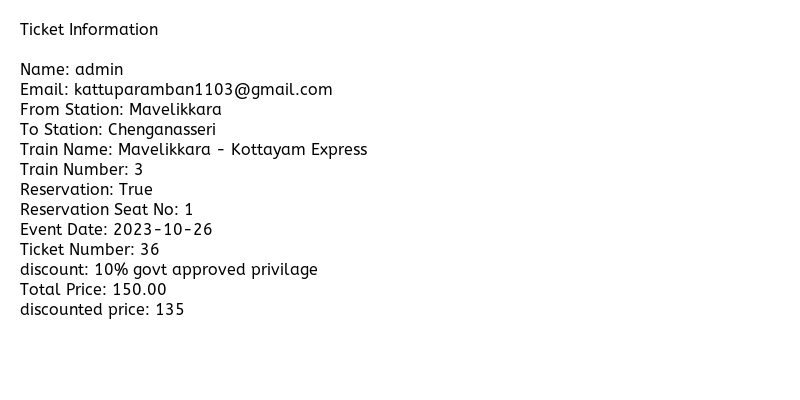 Ticket Information
Name: admin
Email: kattuparamban1103@gmail.com
From Station: Mavelikkara
To Station: Chenganasseri
Train Name: Mavelikkara - Kottayam Express
Train Number: 3
Reservation: True
Reservation Seat No: 1
Event Date: 2023-10-26
Ticket Number: 36
discount: 10% govt approved privilage
Total Price: 150.00
discounted price: 135